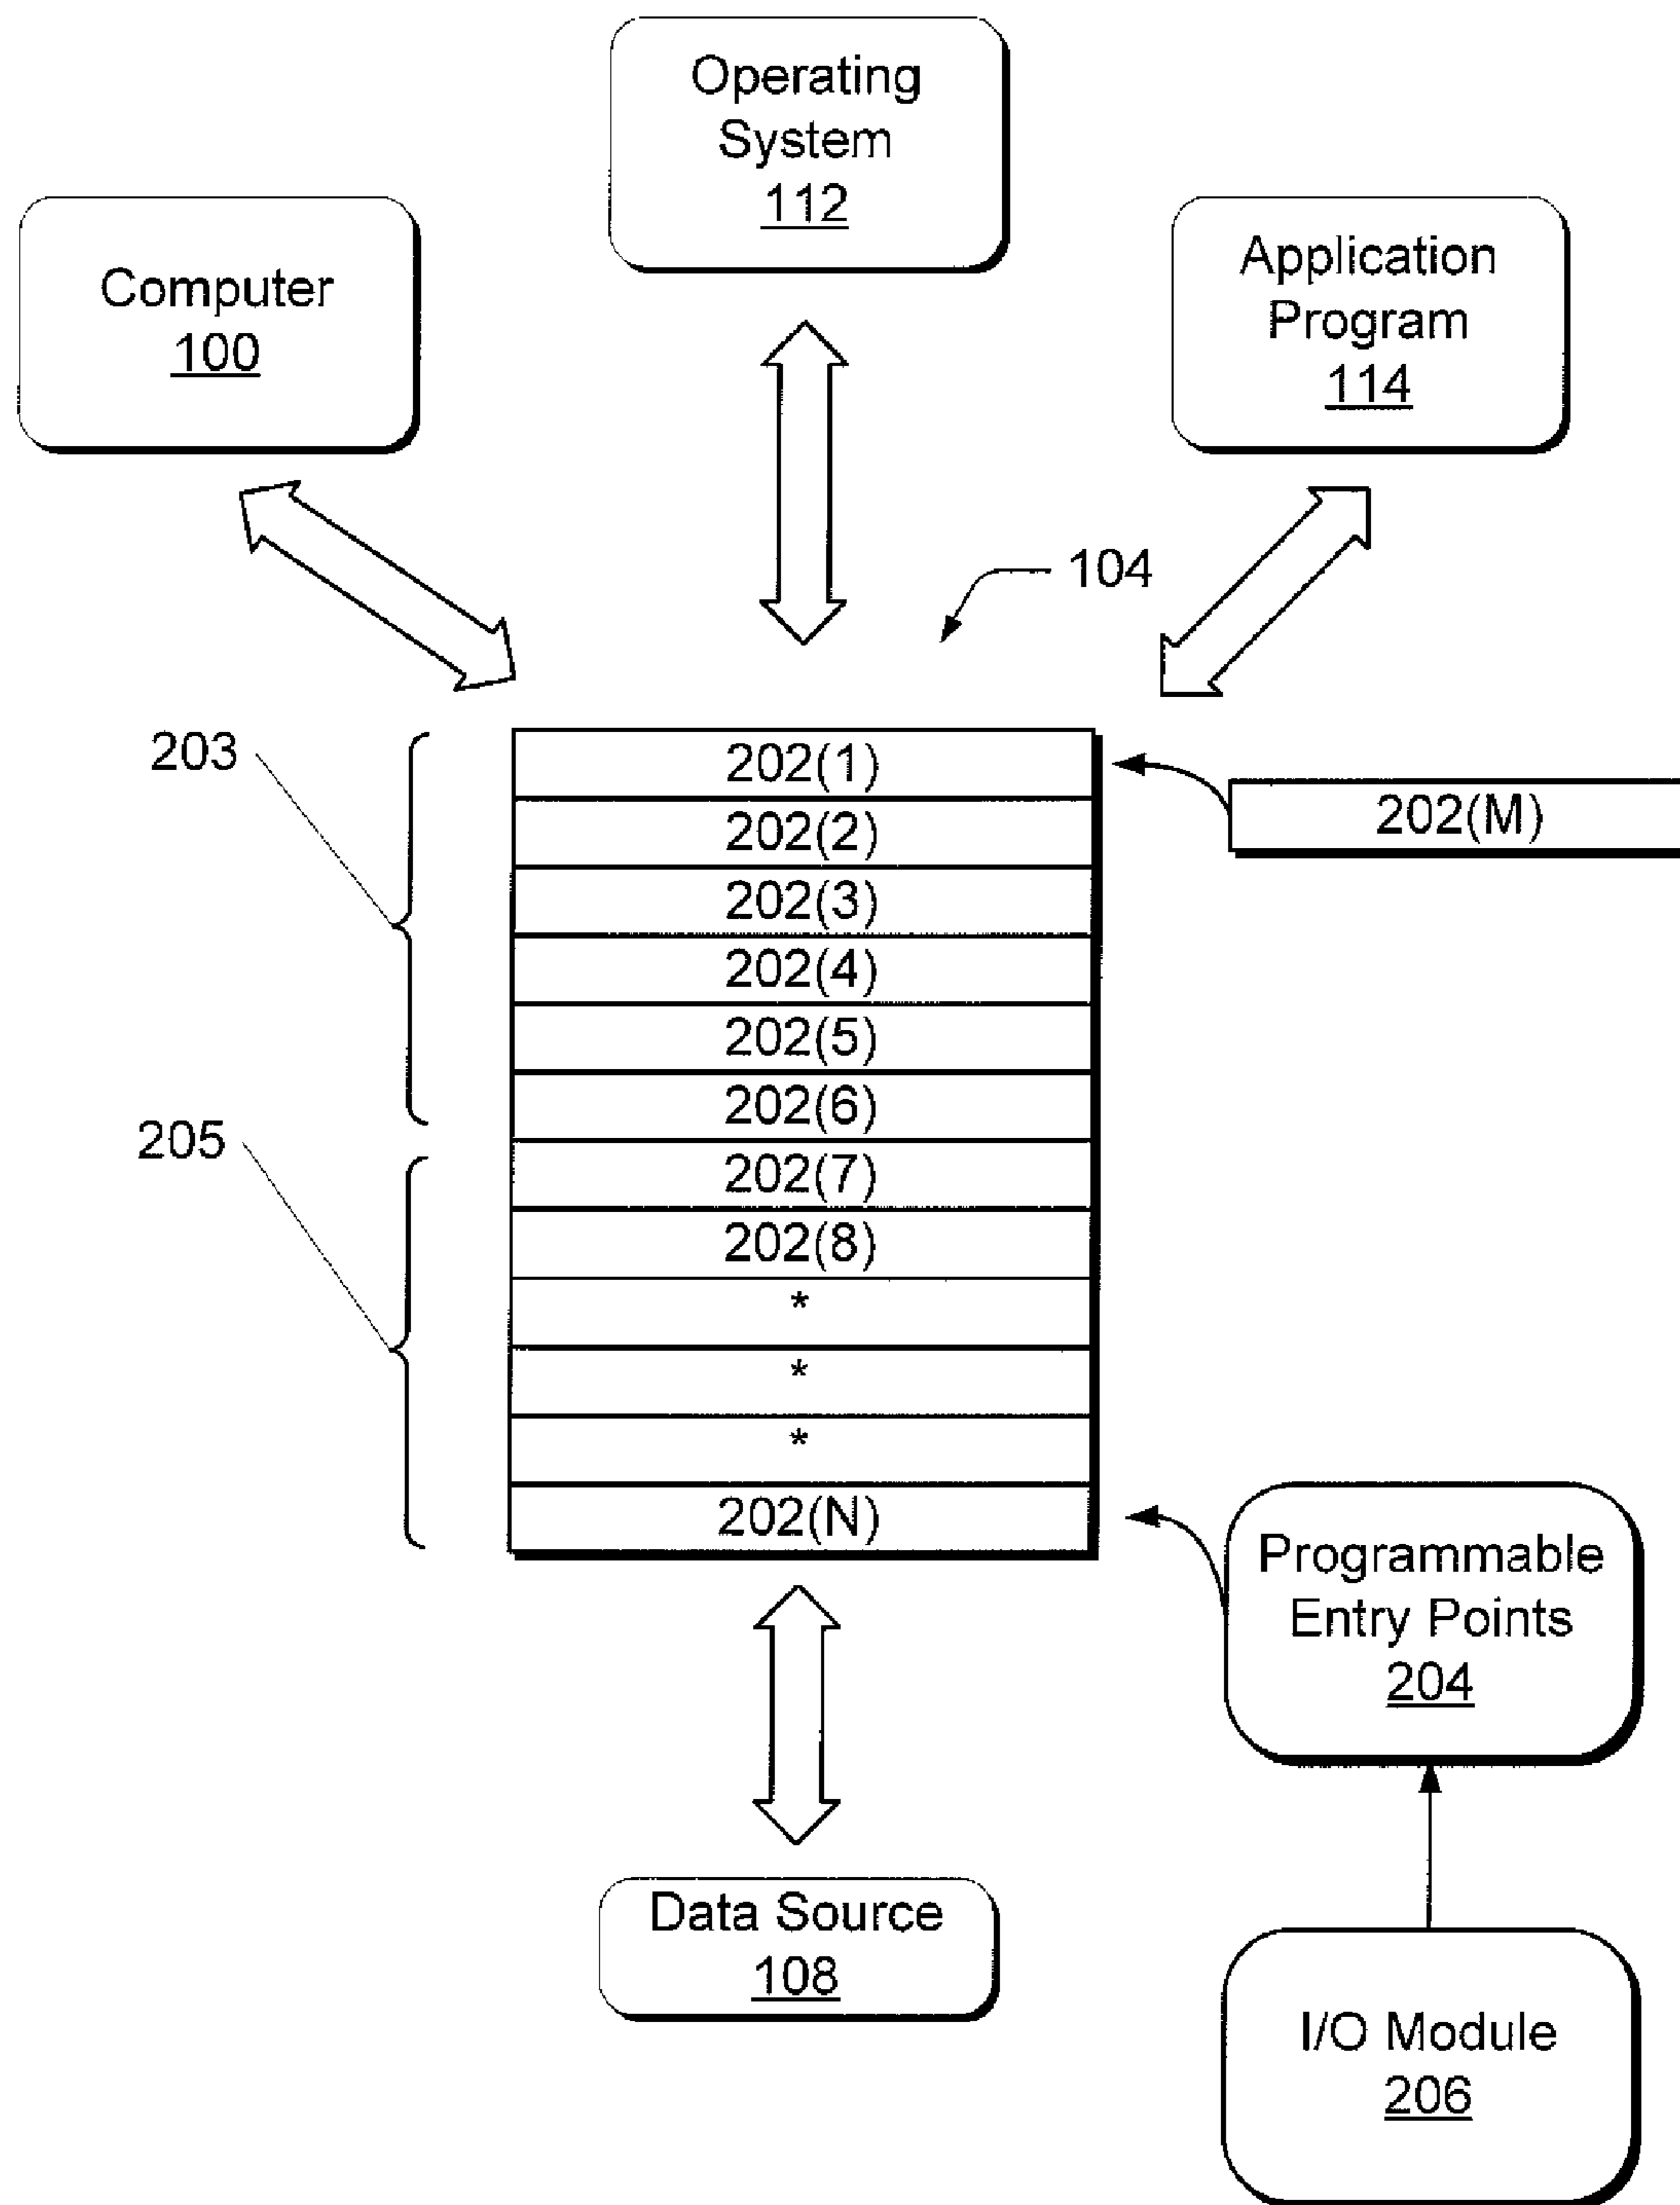 Operating
System
112
Computer
100
Application
Program
114
104
203
202(1)
202(M)
202(2)
202(3)
202(4)
202(5)
202(6)
205
202(7)
202(8)
*
*
*
202(N)
Programmable
Entry Points
204
Data Source
108
I/O Module
206